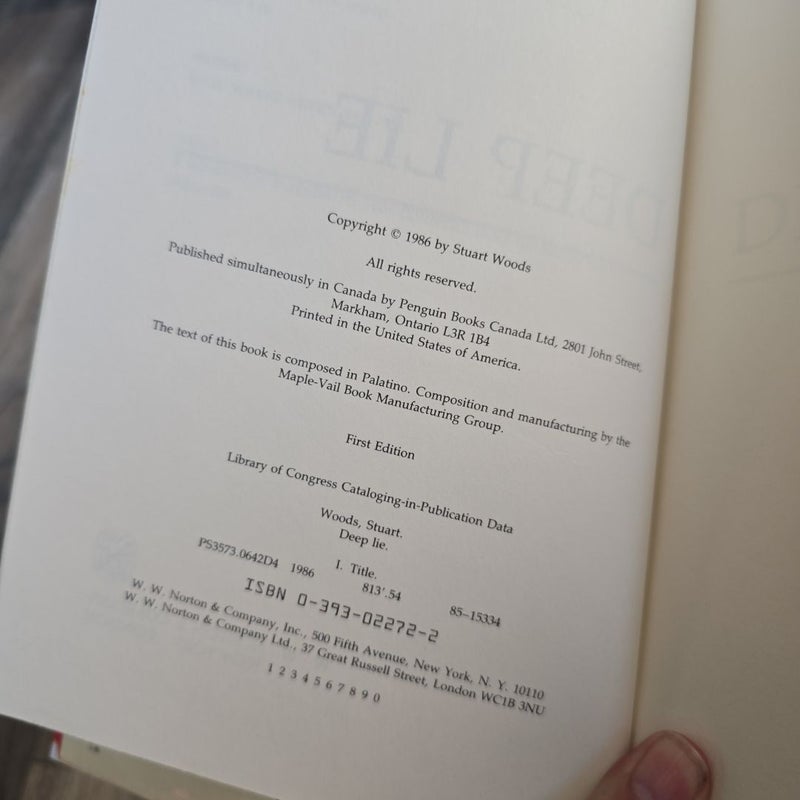 DEEP LIE
D
Copyright © 1986 by Stuart Woods
All rights reserved.
Published simultaneously in Canada by Penguin Books Canada Ltd, 2801 John Street,
Markham, Ontario L3R 1B4
Printed in the United States of America.
The text of this book is composed in Palatino. Composition and manufacturing by the
Maple-Vail Book Manufacturing Group.
First Edition
Library of Congress Cataloging-in-Publication Data
Woods, Stuart.
Deep lie.
I. Title.
PS3573.0642D4 1986 813'.54 85–15334
ISBN 0-393-02272-2
W. W. Norton & Company, Inc., 500 Fifth Avenue, New York, N. Y. 10110
W. W. Norton & Company Ltd., 37 Great Russell Street, London WC1B 3NU
1 2 3 4 5 6 7 8 9 0